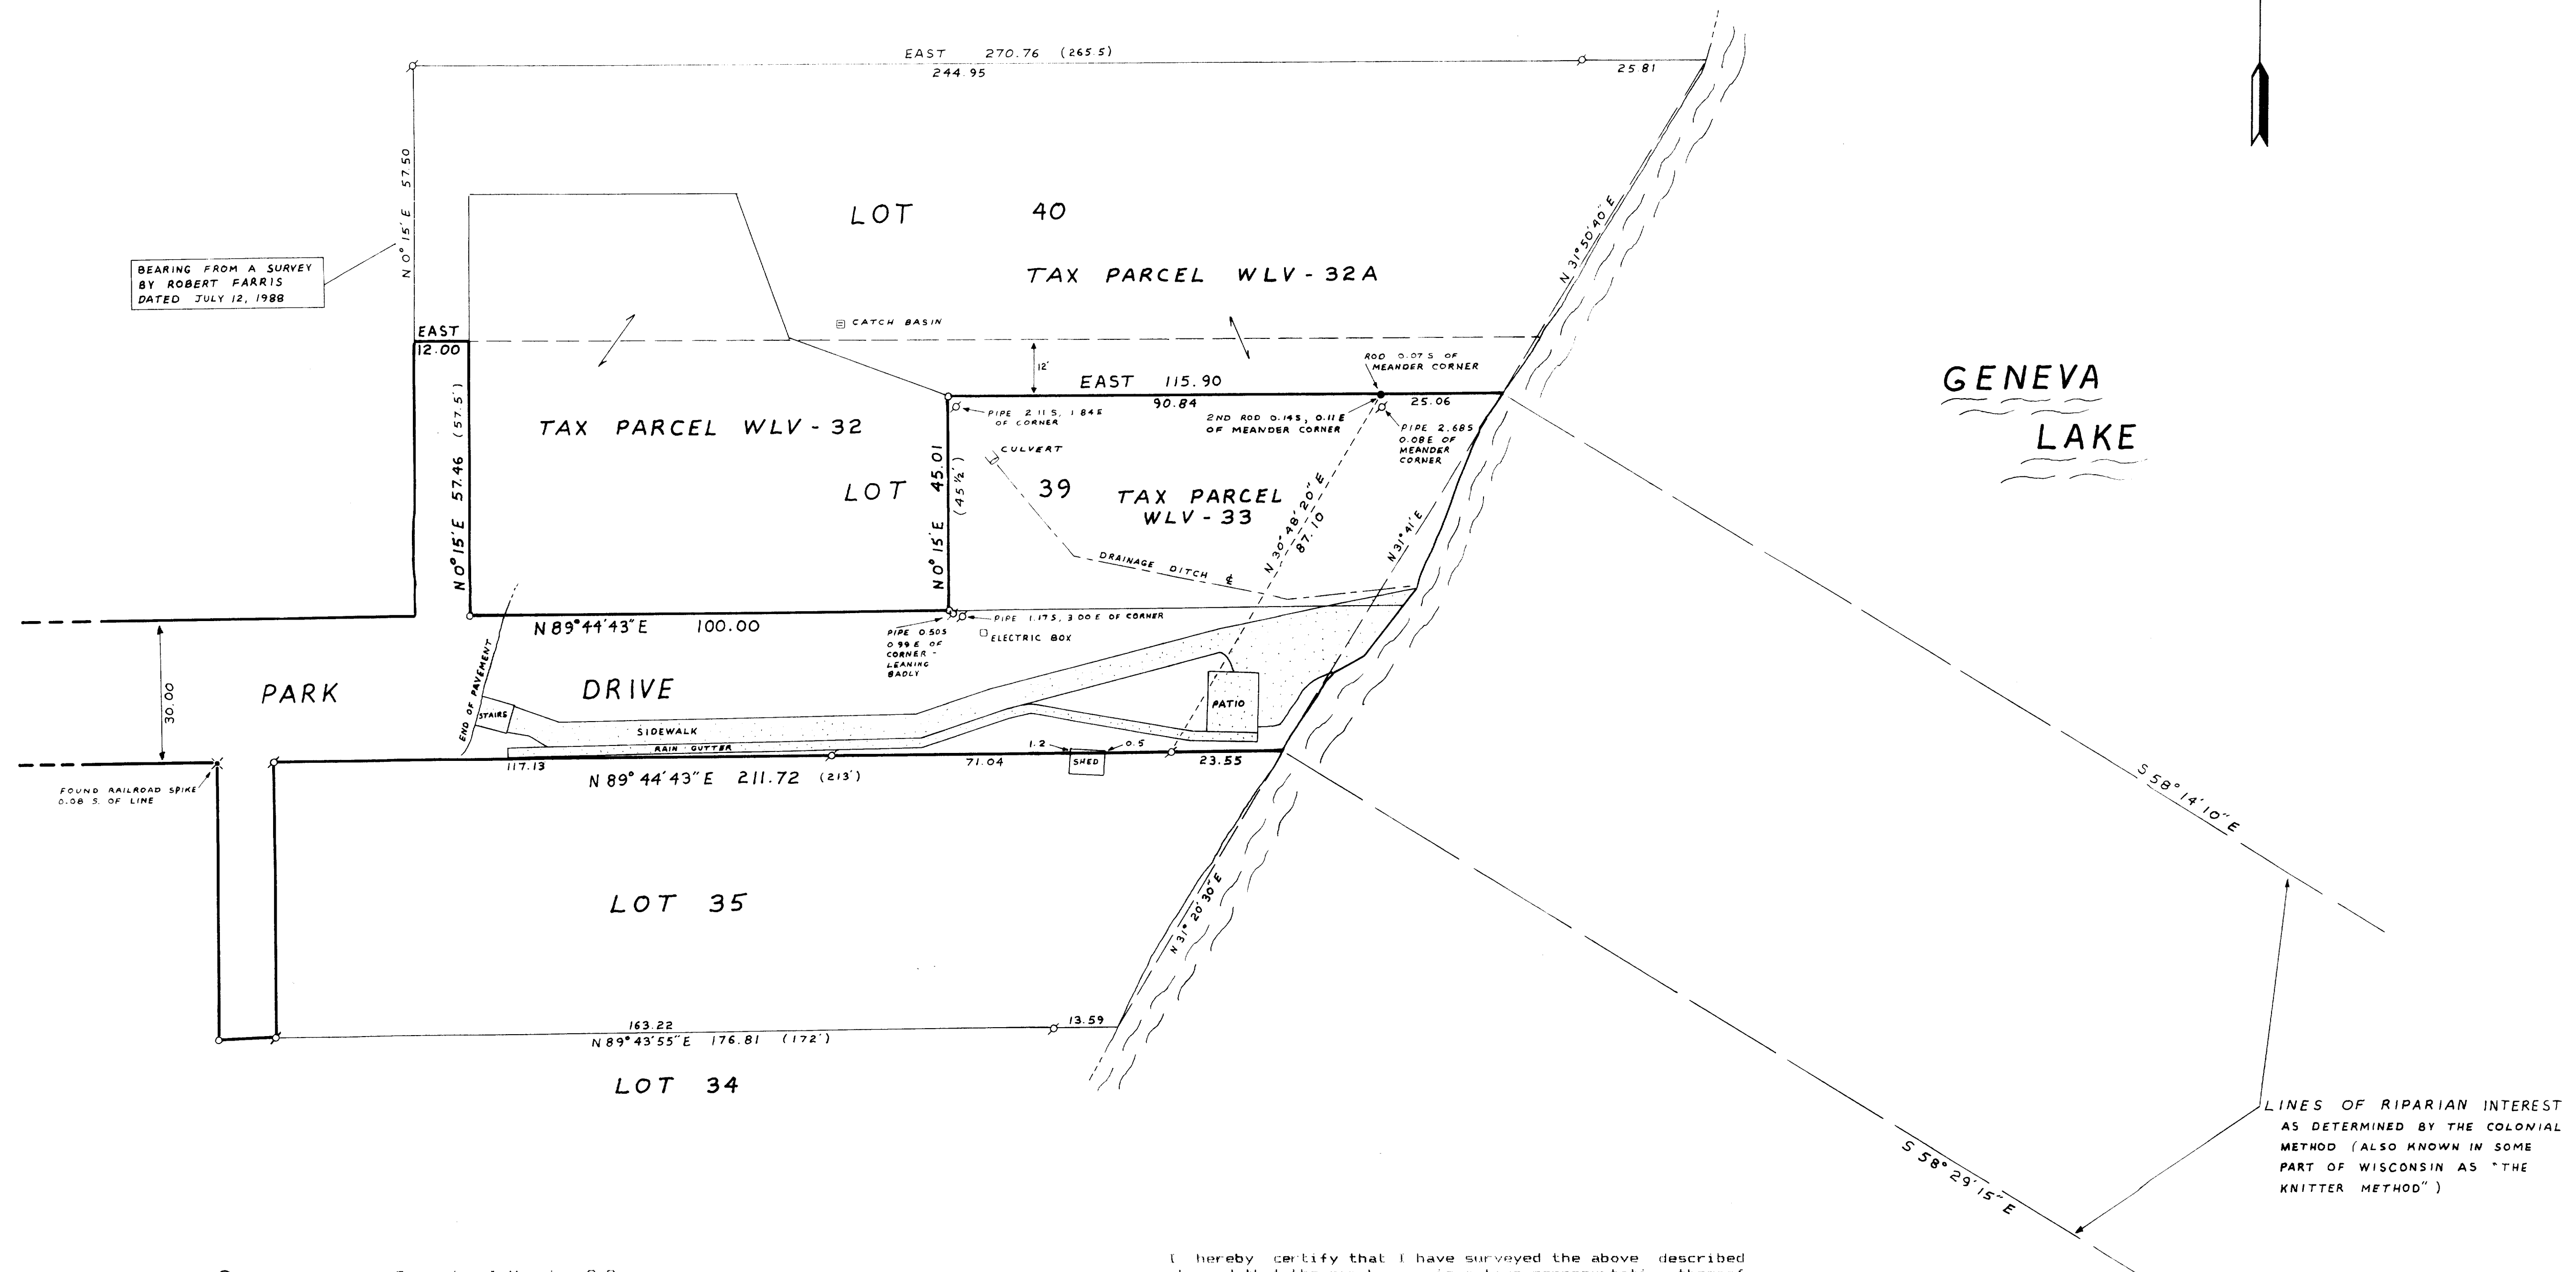 EAST 270.76 (265.5)
244.95
25.81
N 0° 15' E 57.50
LOT 40
N 31° 50' 40" E
BEARING FROM A SURVEY
BY ROBERT FARRIS
DATED JULY 12, 1988
TAX PARCEL WLV - 32A
CATCH BASIN
EAST
12.00
12'
ROD 0.07 S OF
MEANDER CORNER
EAST 115.90
90.84
25.06
PIPE 2.11 S, 1.84 E
OF CORNER
2ND ROD 0.14S, 0.11E
OF MEANDER CORNER
PIPE 2.68S
0.08E OF
MEANDER
CORNER
GENEVA
LAKE
TAX PARCEL WLV - 32
N 0° 15' E 57.46 (57.5')
CULVERT
LOT 39
N 0° 15' E 45.01
(45 1/2')
TAX PARCEL
WLV - 33
N 30° 48' 20" E
87.10
N 31° 41' E
DRAINAGE DITCH ℄
N 89° 44' 43" E 100.00
PIPE 0.50S
0.99 E OF
CORNER -
LEANING
BADLY
PIPE 1.17S, 3.00 E OF CORNER
ELECTRIC BOX
30.00
PARK DRIVE
END OF PAVEMENT
STAIRS
PATIO
SIDEWALK
RAIN GUTTER
1.2
0.5
SHED
117.13
71.04
23.55
N 89° 44' 43" E 211.72 (213')
FOUND RAILROAD SPIKE
0.08 S. OF LINE
S 58° 14' 10" E
LOT 35
N 31° 20' 30" E
163.22
13.59
N 89° 43' 55" E 176.81 (172')
LOT 34
S 58° 29' 15" E
LINES OF RIPARIAN INTEREST
AS DETERMINED BY THE COLONIAL
METHOD (ALSO KNOWN IN SOME
PART OF WISCONSIN AS "THE
KNITTER METHOD")
I hereby certify that I have surveyed the above described